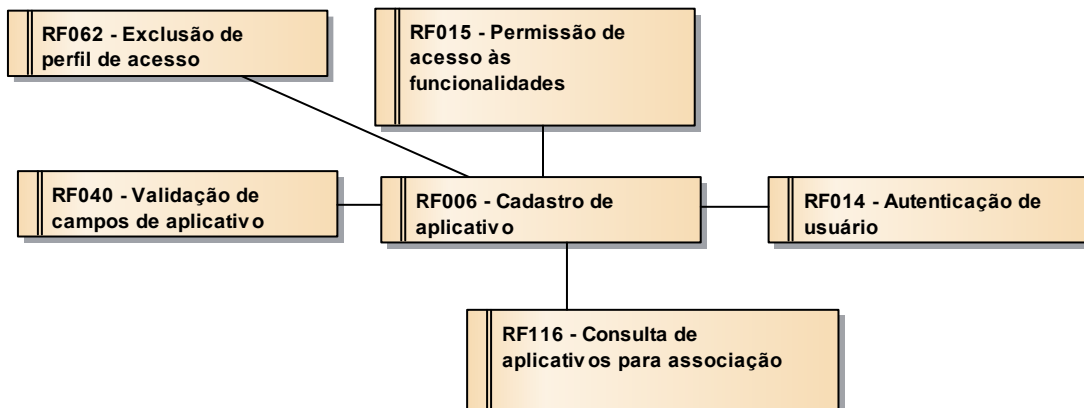 RF062 - Exclusão de
perfil de acesso
RF015 - Permissão de
acesso às
funcionalidades
RF040 - Validação de
campos de aplicativo
RF006 - Cadastro de
aplicativo
RF014 - Autenticação de
usuário
RF116 - Consulta de
aplicativos para associação